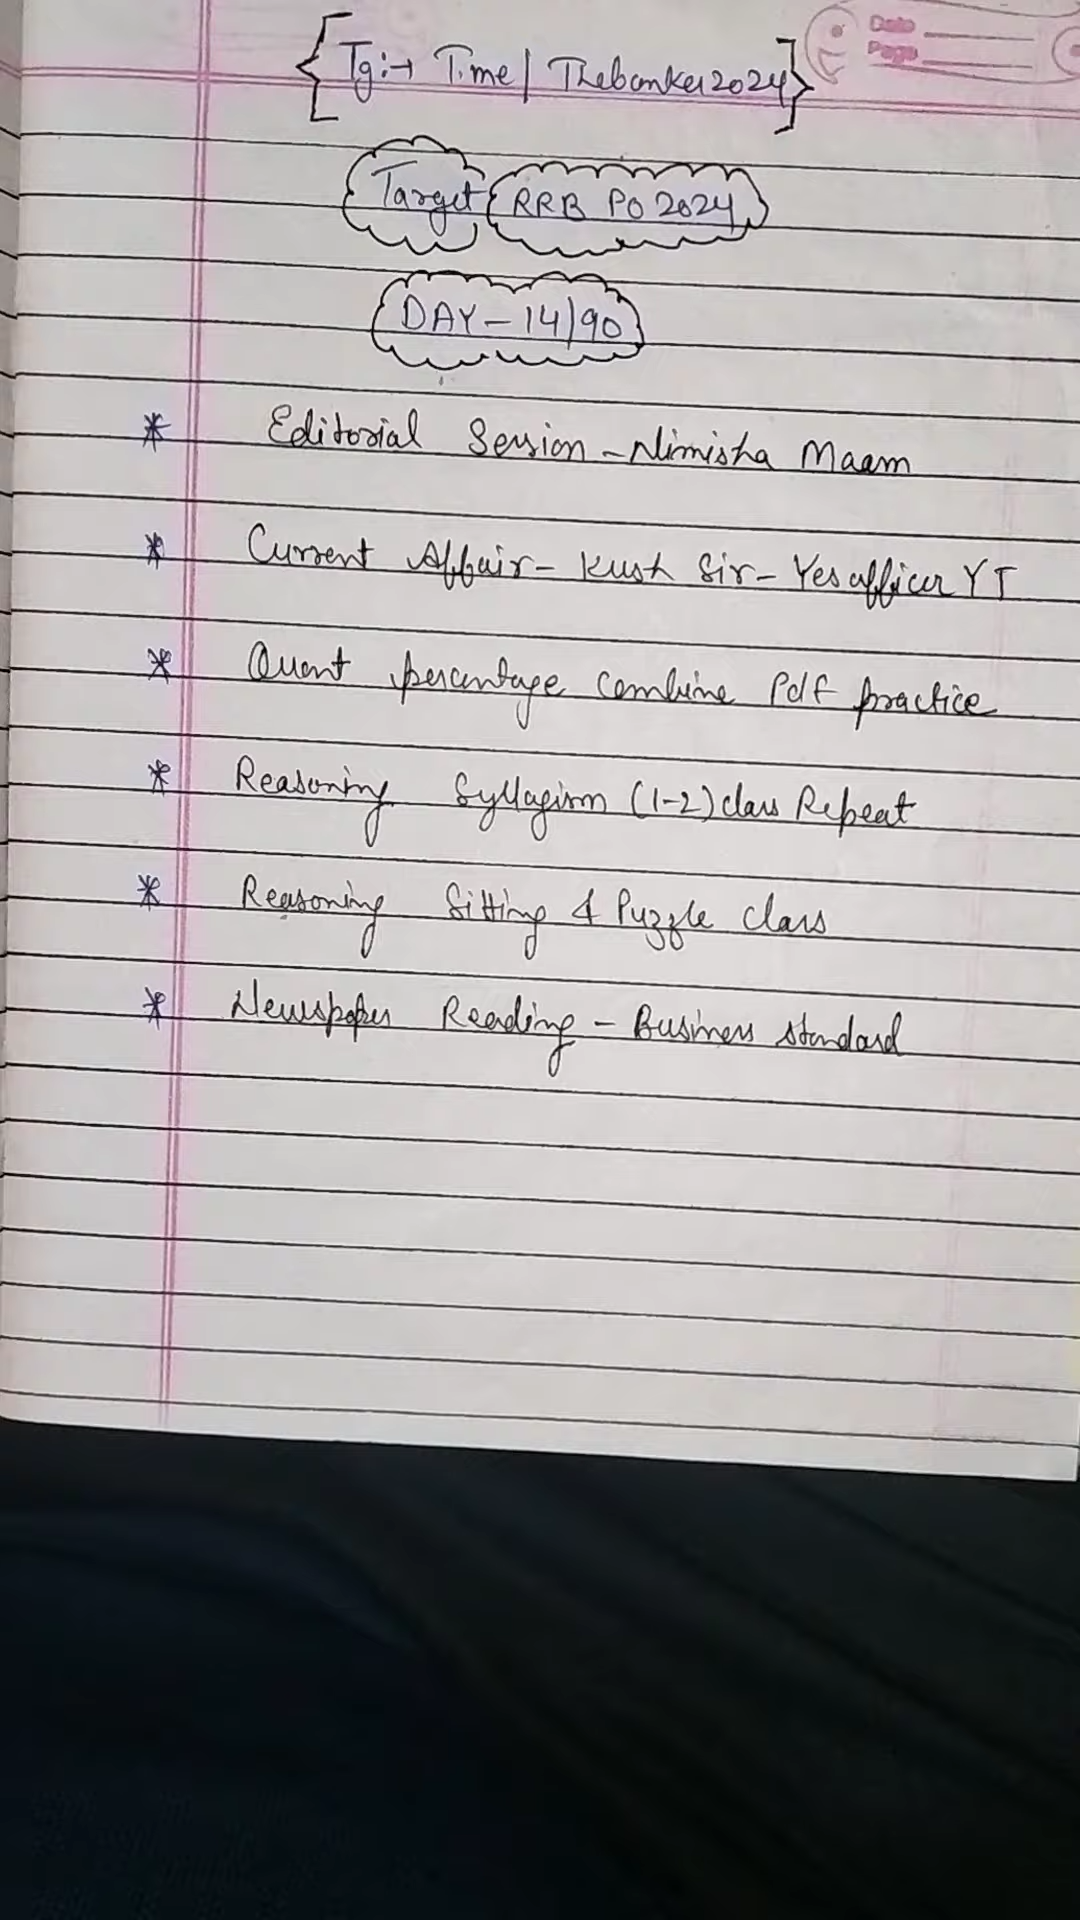 Tg:→ Time | Thebanker2024
Date
Page
Target RRB PO 2024
DAY - 14/90
* Editorial Session - Nimisha Maam
* Current Affair - Kush Sir - Yes officer YT
* Quant percentage combine Pdf practice
* Reasoning Syllogism (1-2) class Repeat
* Reasoning Sitting & Puzzle class
* Newspaper Reading - Business standard